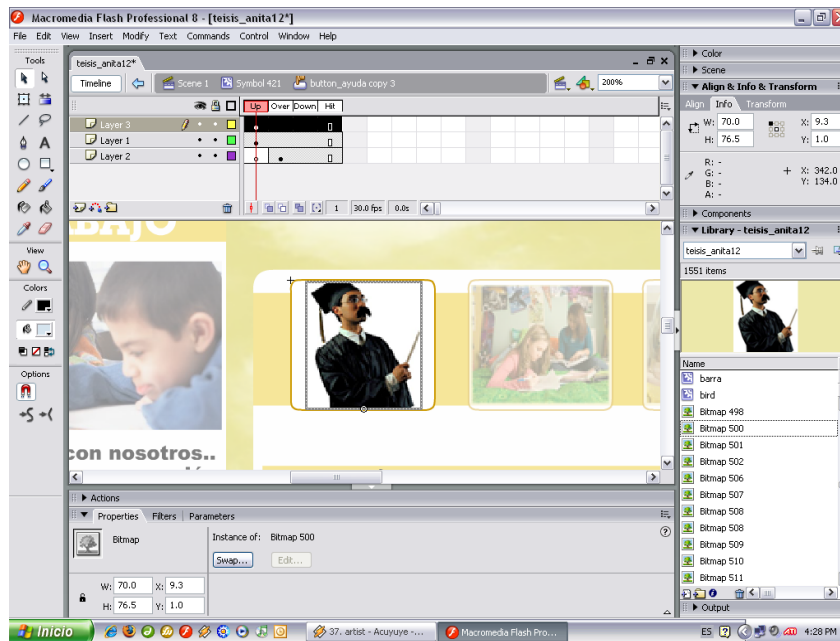 Macromedia Flash Professional 8 - [teisis_anita12*]
File Edit View Insert Modify Text Commands Control Window Help
Tools
View
Colors
Options
teisis_anita12*
Timeline Scene 1 Symbol 421 button_ayuda copy 3 200%
Up Over Down Hit
Layer 3
Layer 1
Layer 2
1 30.0 fps 0.0s
BAJO
con nosotros..
Actions
Properties Filters Parameters
Bitmap
Instance of: Bitmap 500
Swap... Edit...
W: 70.0 X: 9.3
H: 76.5 Y: 1.0
Color
Scene
Align & Info & Transform
Align Info Transform
W: 70.0 X: 9.3
H: 76.5 Y: 1.0
R: -
G: - X: 342.0
B: - Y: 134.0
A: -
Components
Library - teisis_anita12
teisis_anita12
1551 items
Name
barra
bird
Bitmap 498
Bitmap 500
Bitmap 501
Bitmap 502
Bitmap 506
Bitmap 507
Bitmap 508
Bitmap 508
Bitmap 509
Bitmap 510
Bitmap 511
Output
Inicio
37. artist - Acuyuye -...
Macromedia Flash Pro...
ES
4:28 PM